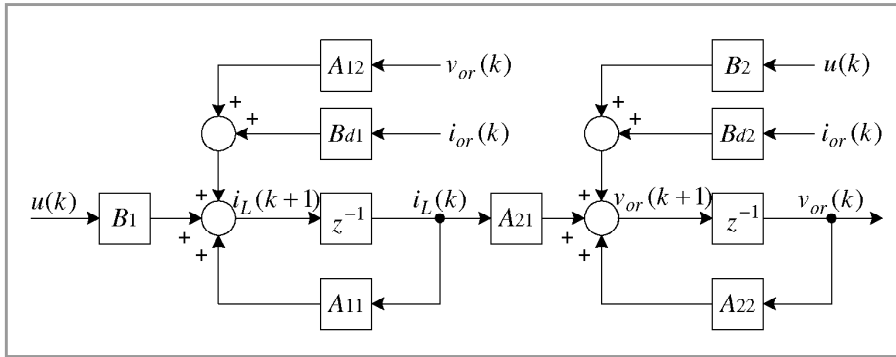 A12 v_or(k) B2 u(k)
+ + + +
Bd1 i_or(k) Bd2 i_or(k)
u(k) B1 + + + i_L(k+1) z⁻¹ i_L(k) A21 + + + v_or(k+1) z⁻¹ v_or(k)
A11 A22